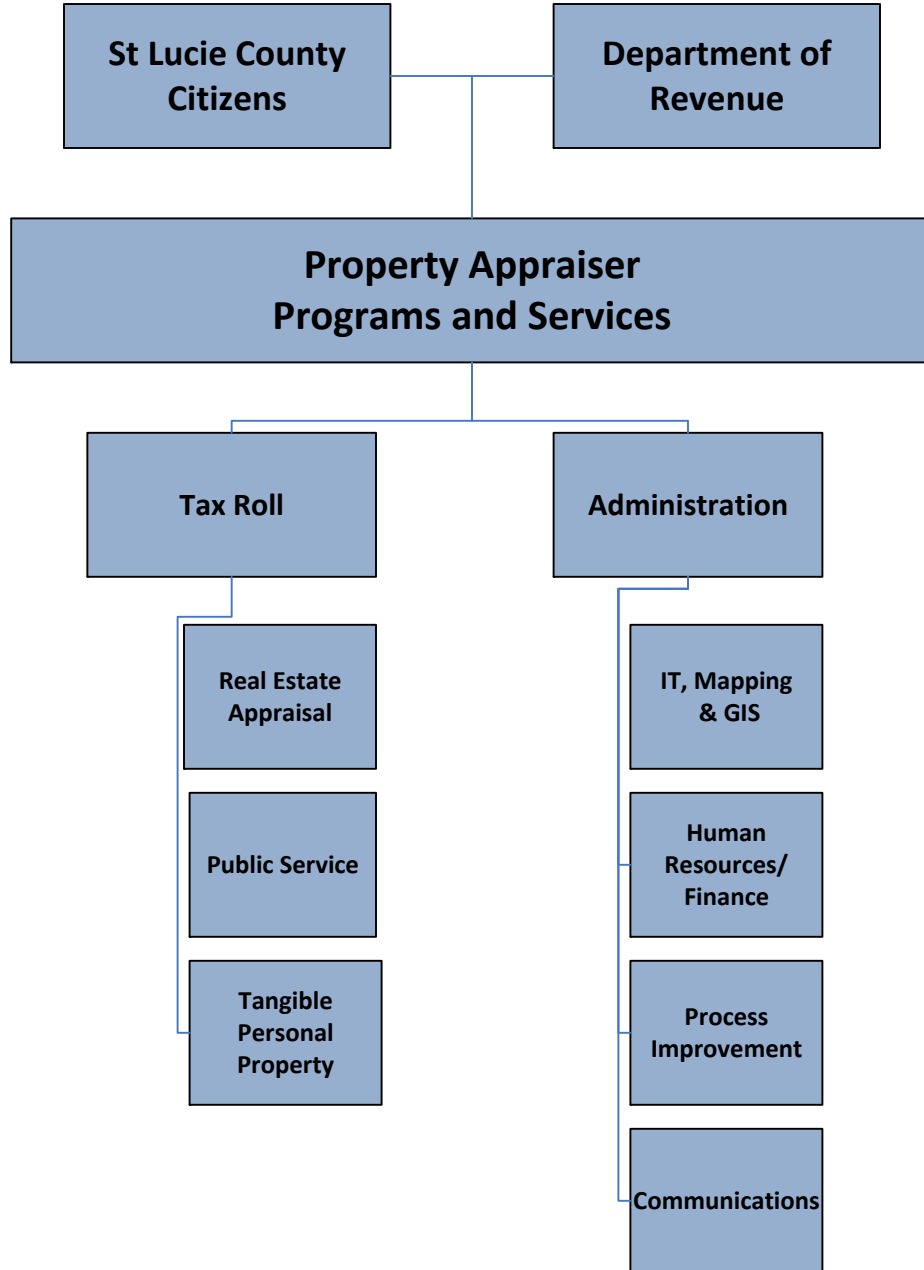 St Lucie County
Citizens
Department of
Revenue
Property Appraiser
Programs and Services
Tax Roll
Administration
Real Estate
Appraisal
IT, Mapping
& GIS
Public Service
Human
Resources/
Finance
Tangible
Personal
Property
Process
Improvement
Communications